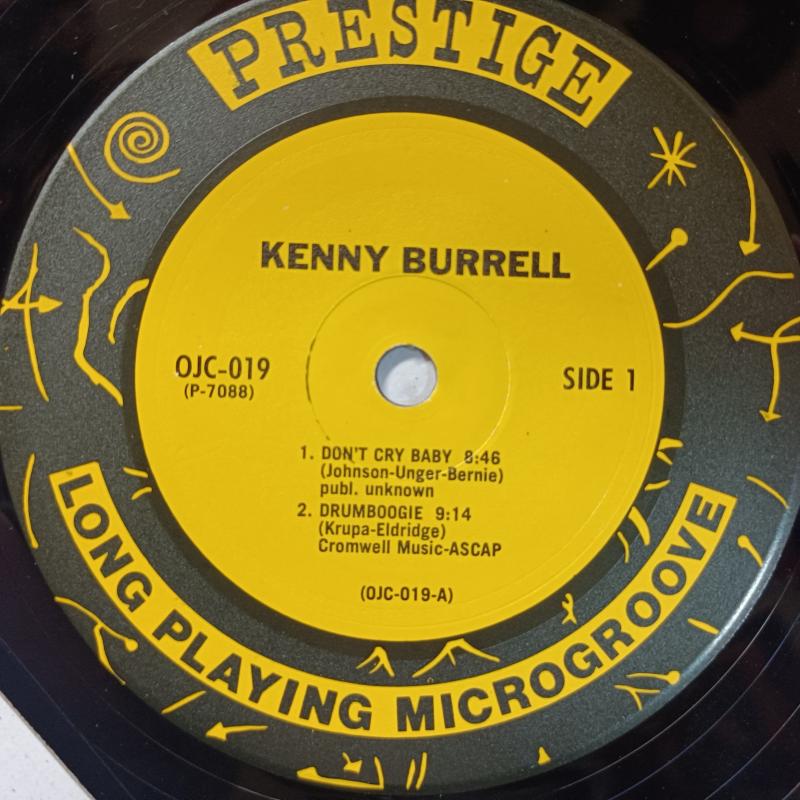 PRESTIGE
KENNY BURRELL
OJC-019
(P-7088)
SIDE 1
1. DON'T CRY BABY 8:46
(Johnson-Unger-Bernie)
publ. unknown
2. DRUMBOOGIE 9:14
(Krupa-Eldridge)
Cromwell Music-ASCAP
(OJC-019-A)
LONG PLAYING MICROGROOVE